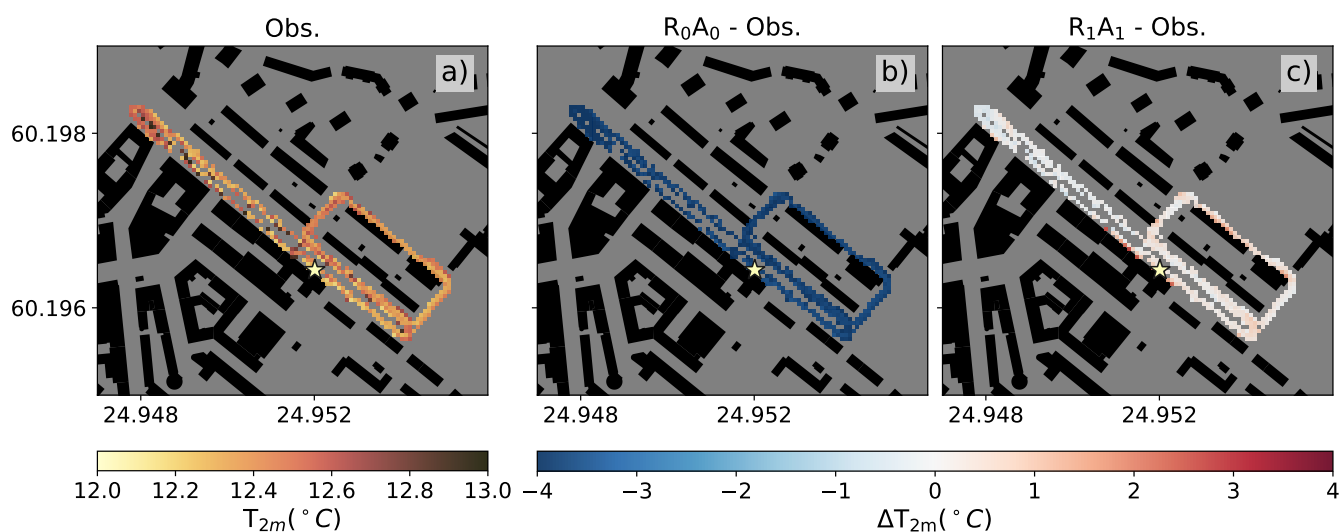 Obs.
R₀A₀ - Obs.
R₁A₁ - Obs.
a)
b)
c)
60.198
60.196
24.948 24.952
24.948 24.952
24.948 24.952
12.0 12.2 12.4 12.6 12.8 13.0
T₂ₘ(°C)
−4 −3 −2 −1 0 1 2 3 4
ΔT₂ₘ(°C)